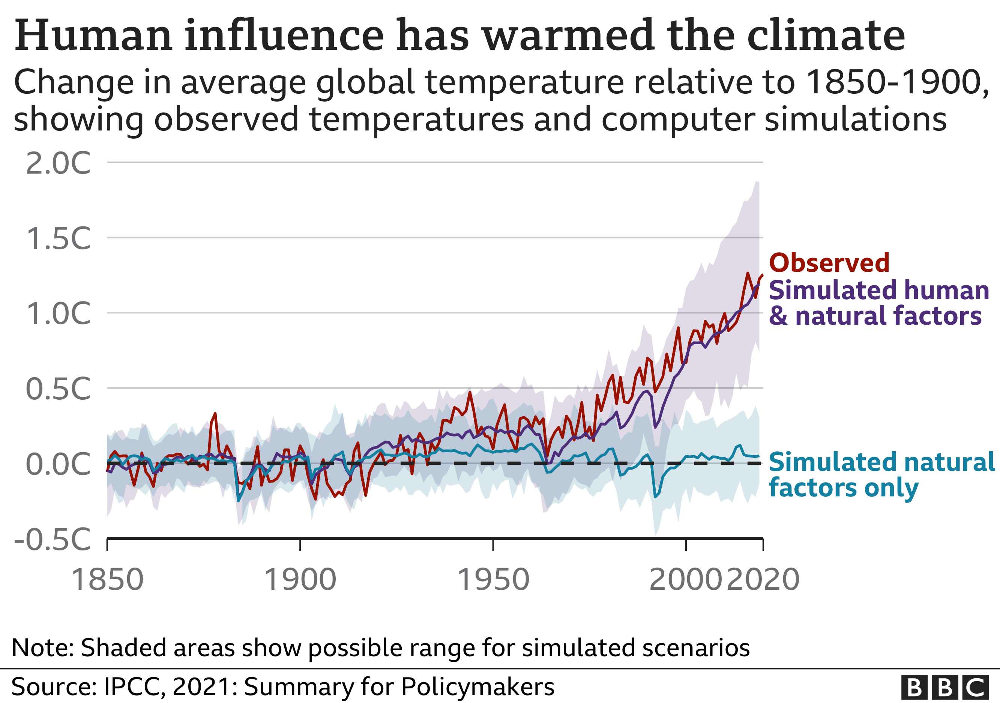 Human influence has warmed the climate
Change in average global temperature relative to 1850-1900,
showing observed temperatures and computer simulations
2.0C
1.5C
1.0C
0.5C
0.0C
-0.5C
Observed
Simulated human
& natural factors
Simulated natural
factors only
1850
1900
1950
2000
2020
Note: Shaded areas show possible range for simulated scenarios
Source: IPCC, 2021: Summary for Policymakers
BBC